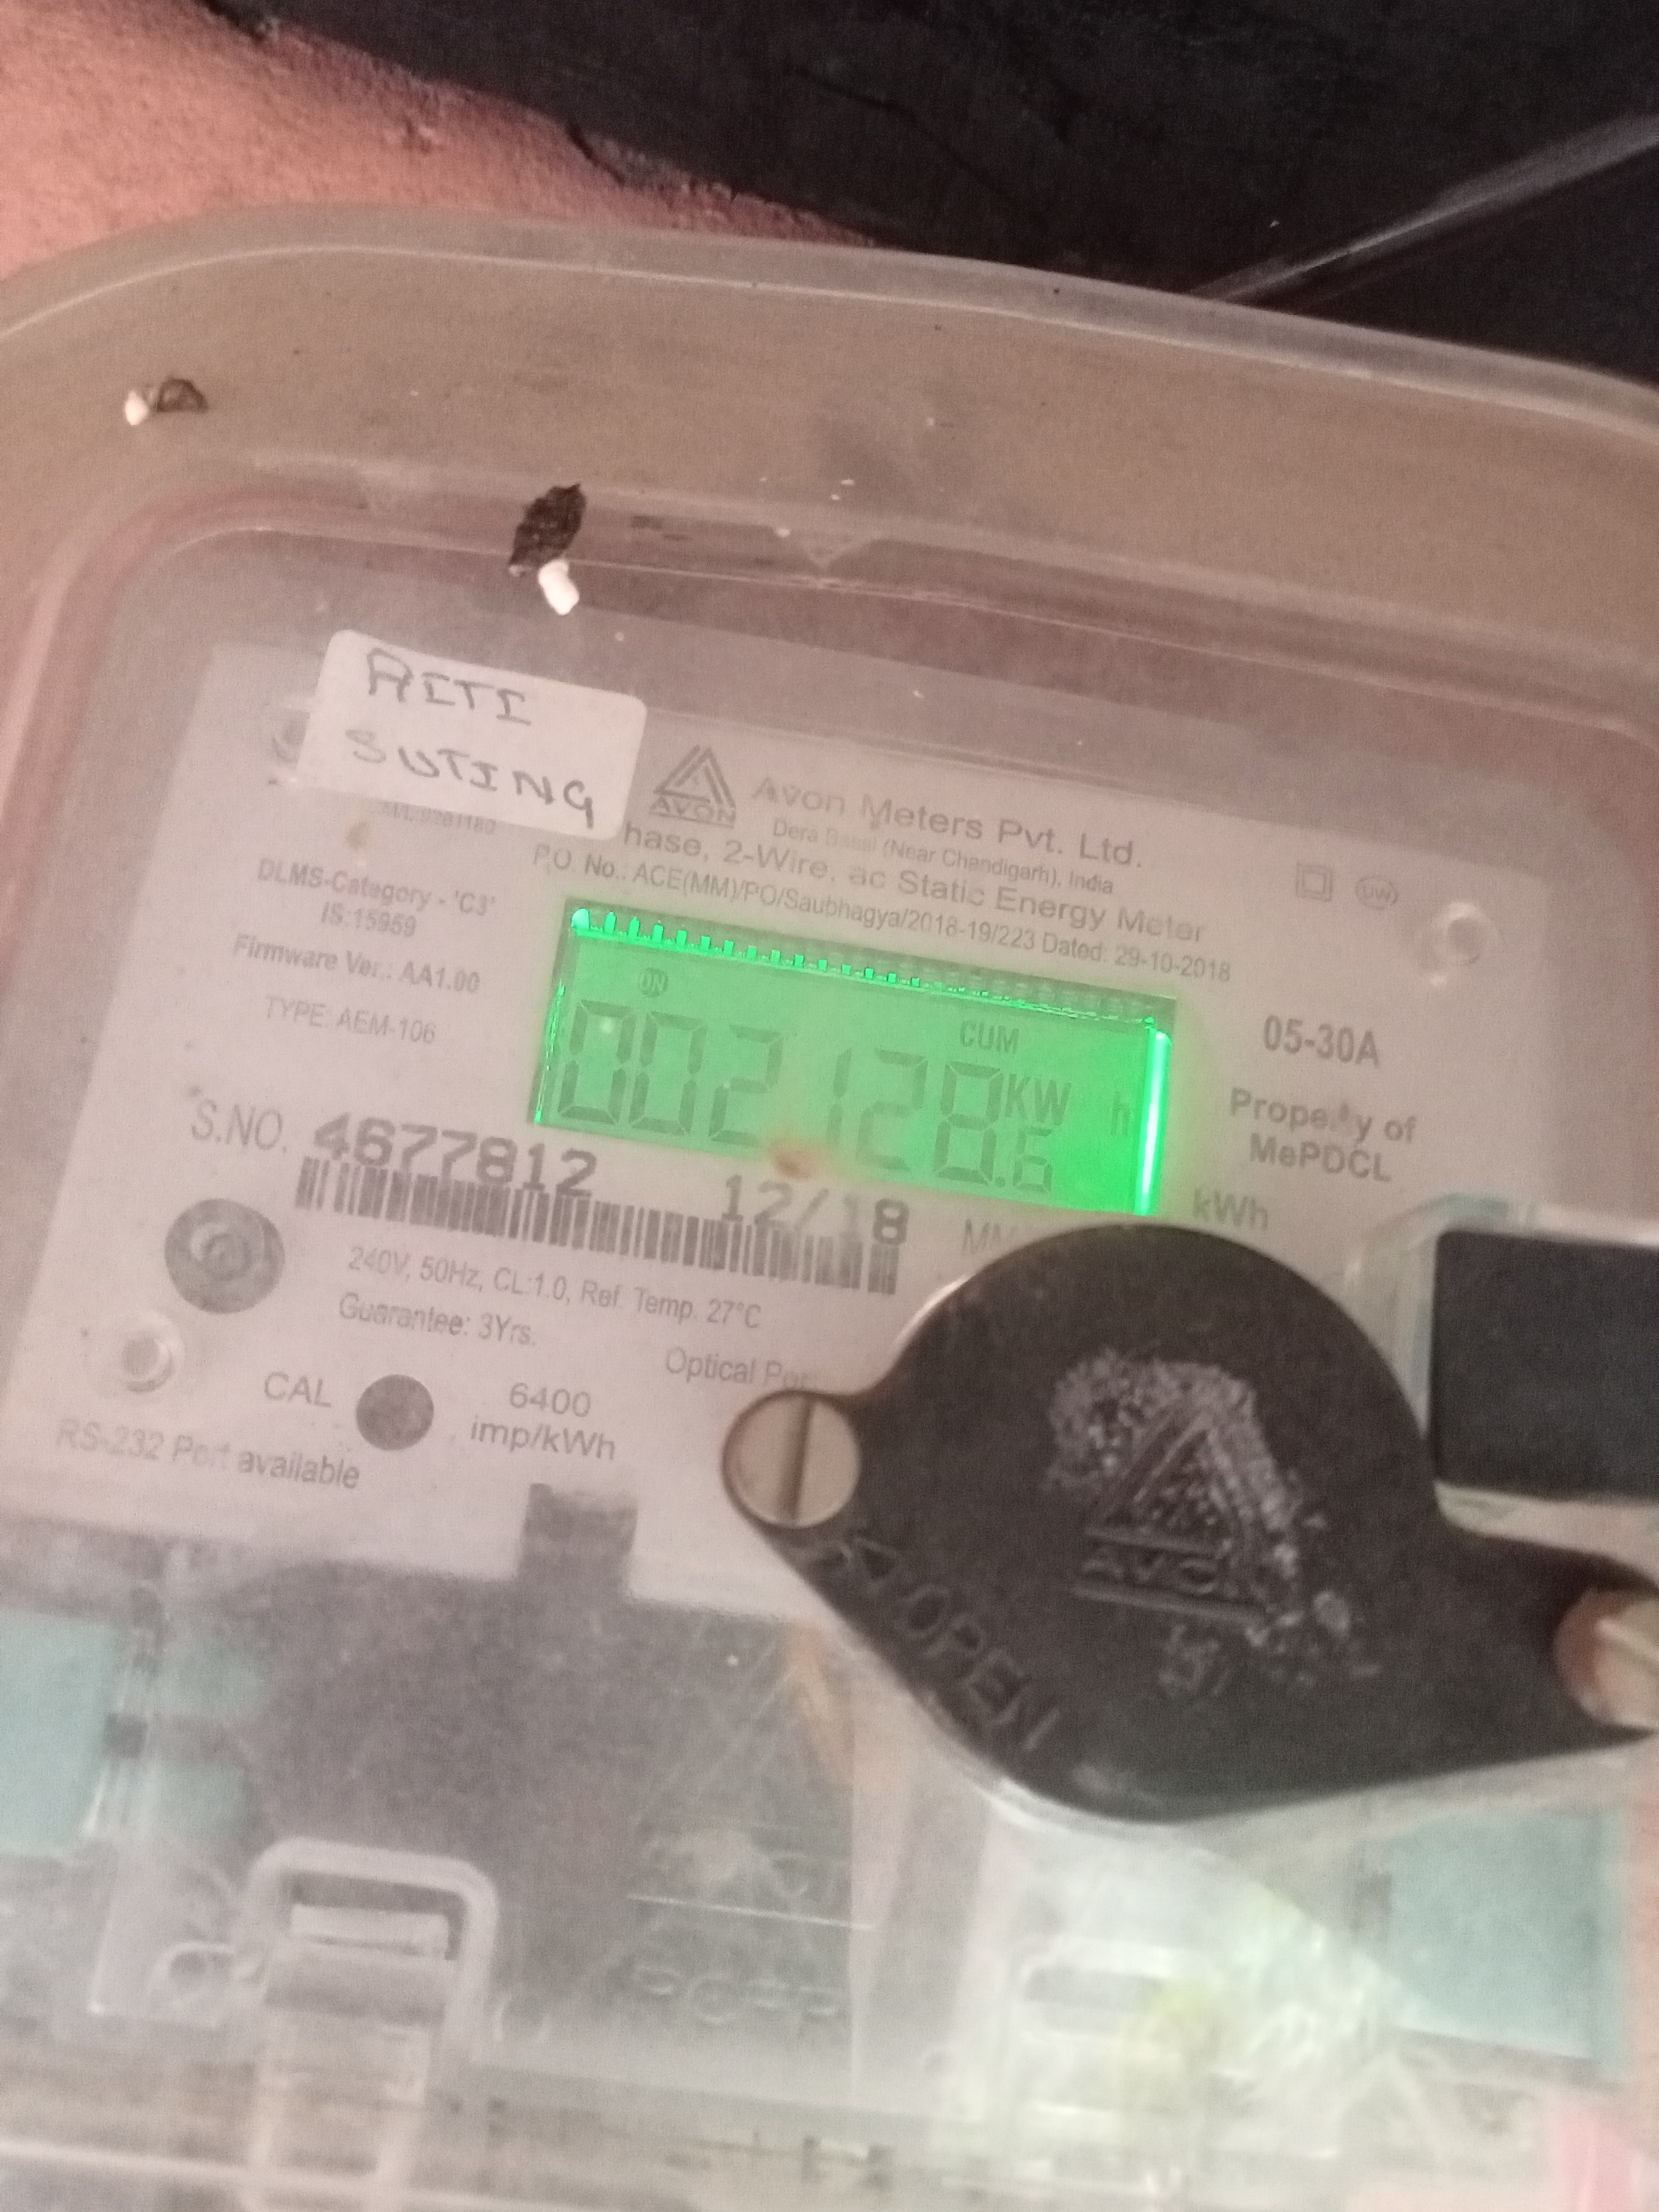 AITI
SUTING
AVON
Avon Meters Pvt. Ltd.
Dera Bassi (Near Chandigarh), India
hase, 2-Wire, ac Static Energy Meter
P.O. No.: ACE(MM)/PO/Saubhagya/2018-19/223 Dated: 29-10-2018
UW
DLMS-Category - 'C3'
IS:15959
Firmware Ver.: AA1.00
TYPE: AEM-106
ON
CUM
002128.6 KW h
05-30A
Property of
MePDCL
kWh
S.NO. 4677812
12/18
240V, 50Hz, CL:1.0, Ref. Temp. 27°C
Guarantee: 3Yrs.
Optical Por
CAL
6400
imp/kWh
RS-232 Port available
AVON
OPEN